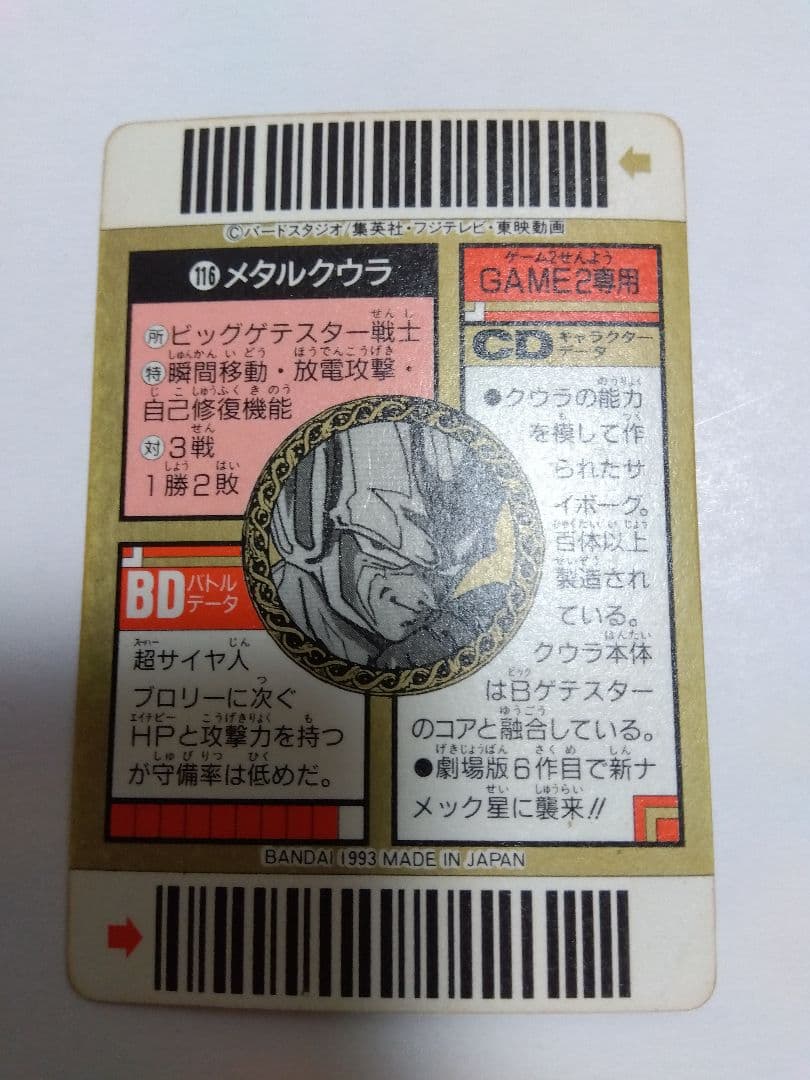 ©バードスタジオ/集英社・フジテレビ・東映動画
116 メタルクウラ
所 ビッグゲテスター戦士
特 瞬間移動・放電攻撃・
自己修復機能
対 3戦
1勝2敗
BD バトルデータ
超サイヤ人
ブロリーに次ぐ
HPと攻撃力を持つ
が守備率は低めだ。
ゲーム2せんよう
GAME2専用
CD キャラクターデータ
●クウラの能力
を模して作
られたサ
イボーグ。
百体以上
製造され
ている。
クウラ本体
はBゲテスター
のコアと融合している。
●劇場版6作目で新ナ
メック星に襲来!!
BANDAI 1993 MADE IN JAPAN